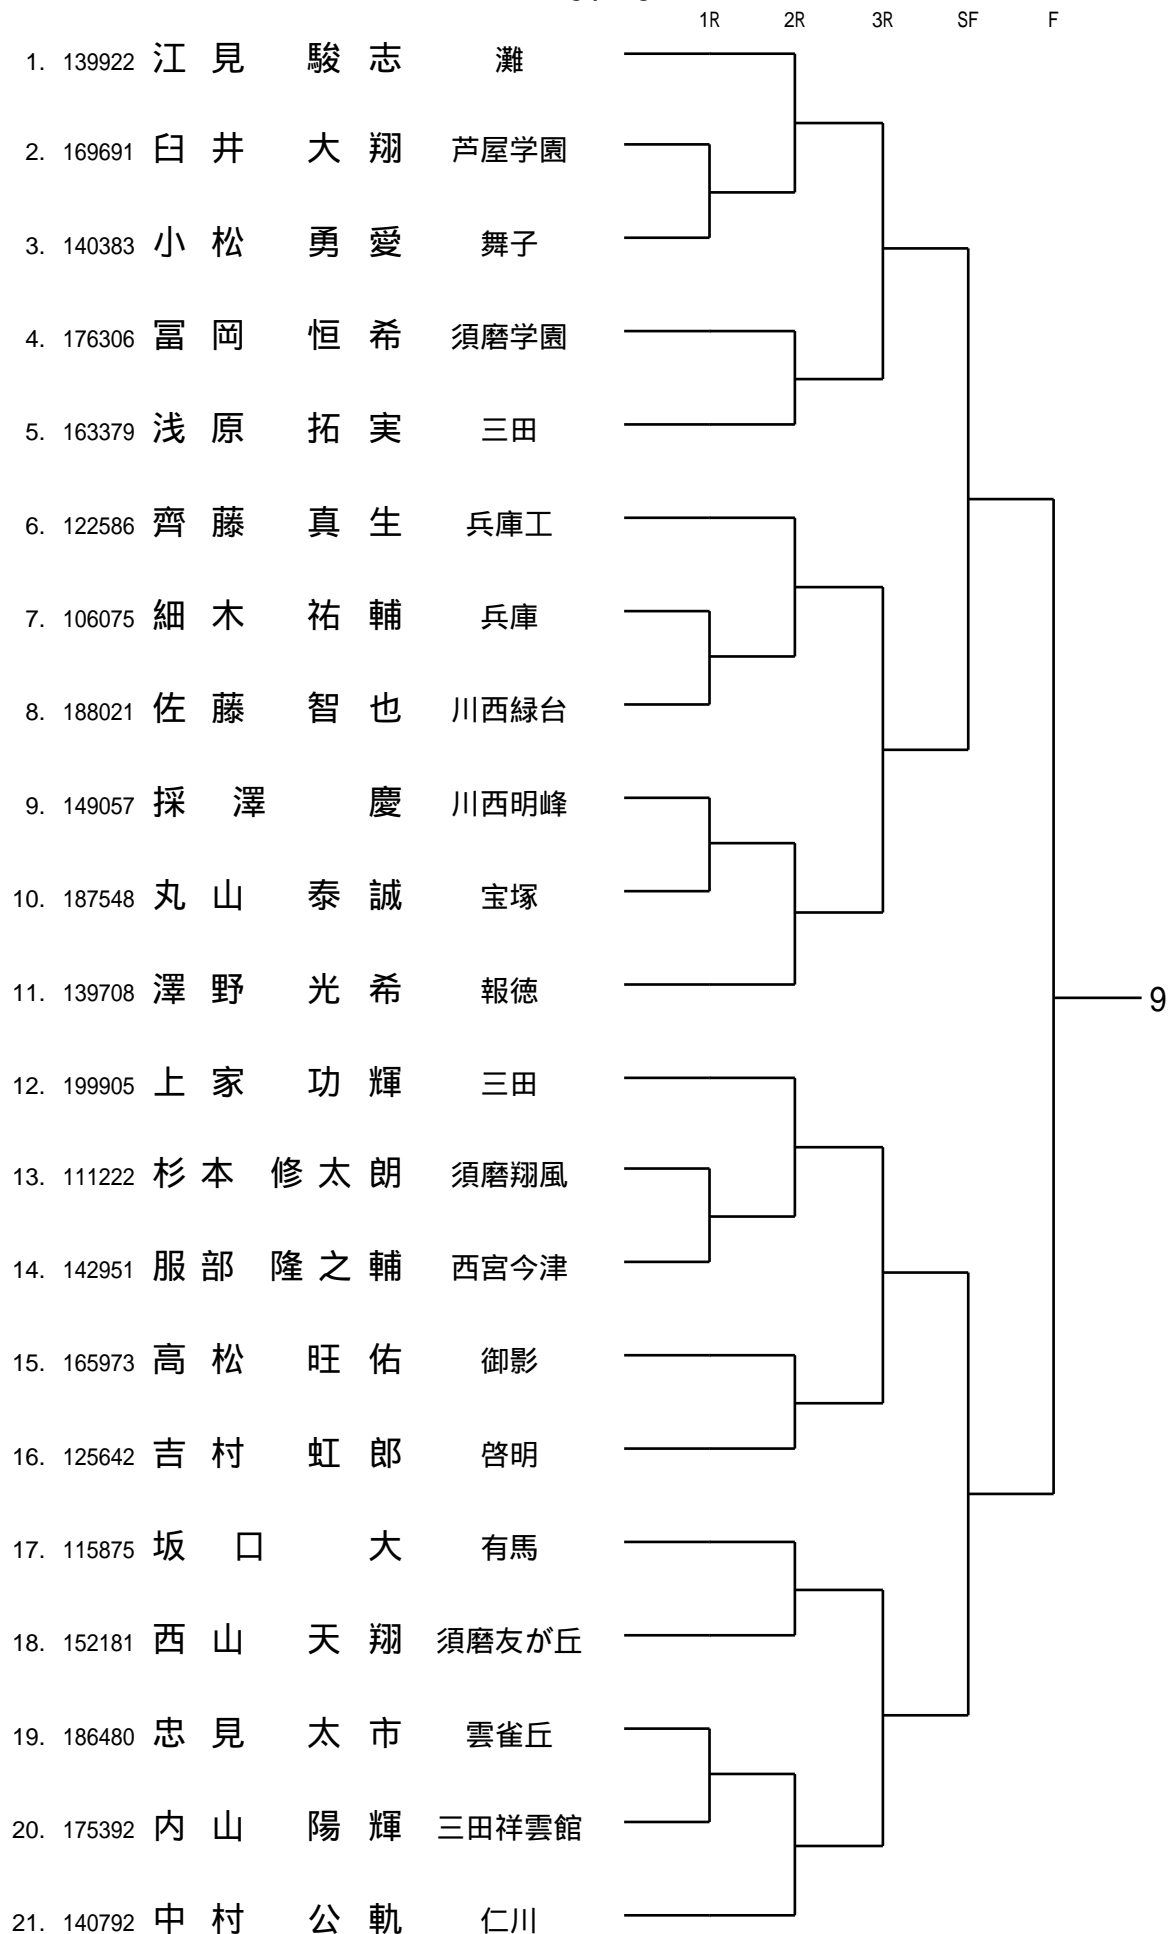 1R 2R 3R SF F
1. 139922 江見 駿志 灘
2. 169691 臼井 大翔 芦屋学園
3. 140383 小松 勇愛 舞子
4. 176306 冨岡 恒希 須磨学園
5. 163379 浅原 拓実 三田
6. 122586 齊藤 真生 兵庫工
7. 106075 細木 祐輔 兵庫
8. 188021 佐藤 智也 川西緑台
9. 149057 採澤 慶 川西明峰
10. 187548 丸山 泰誠 宝塚
11. 139708 澤野 光希 報徳
9
12. 199905 上家 功輝 三田
13. 111222 杉本 修太朗 須磨翔風
14. 142951 服部 隆之輔 西宮今津
15. 165973 高松 旺佑 御影
16. 125642 吉村 虹郎 啓明
17. 115875 坂口 大 有馬
18. 152181 西山 天翔 須磨友が丘
19. 186480 忠見 太市 雲雀丘
20. 175392 内山 陽輝 三田祥雲館
21. 140792 中村 公軌 仁川